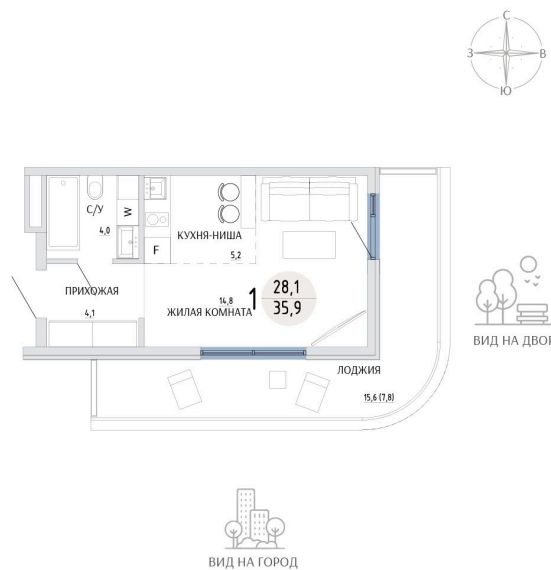 С
З
В
Ю
С/У
W
4,0
КУХНЯ-НИША
F
5,2
ПРИХОЖАЯ
4,1
14,8
ЖИЛАЯ КОМНАТА
1
28,1
35,9
ВИД НА ДВОР
ЛОДЖИЯ
15,6 (7,8)
ВИД НА ГОРОД